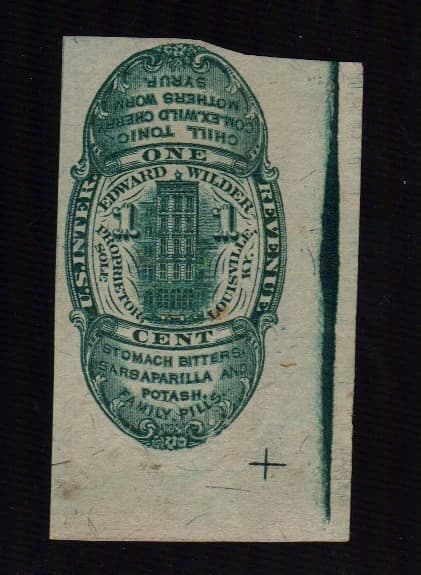 CHILL TONIC
COM.EX.WILD CHERRY
MOTHERS WORM
SYRUP
ONE
U.S.INTER.
REVENUE
EDWARD WILDER
1 1
SOLE
PROPRIETOR
LOUISVILLE
KY.
CENT
STOMACH BITTERS.
SARSAPARILLA AND
POTASH.
FAMILY PILLS